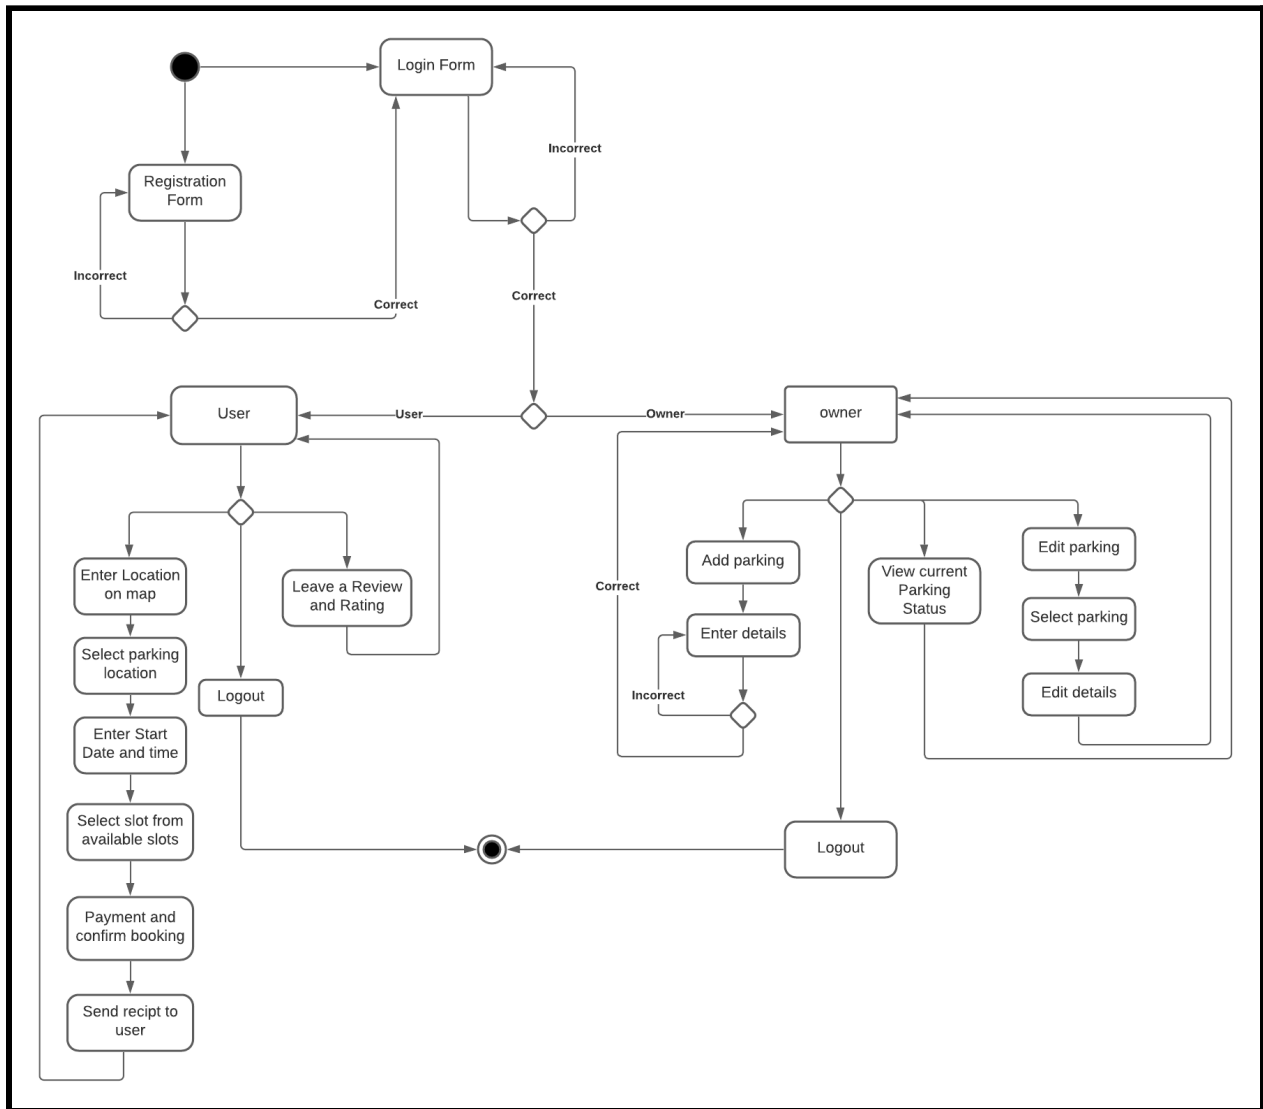 Login Form
Incorrect
Registration
Form
Incorrect
Correct
Correct
User
User
Owner
owner
Enter Location
on map
Leave a Review
and Rating
Select parking
location
Logout
Enter Start
Date and time
Select slot from
available slots
Payment and
confirm booking
Send recipt to
user
Add parking
Correct
Enter details
Incorrect
View current
Parking
Status
Edit parking
Select parking
Edit details
Logout